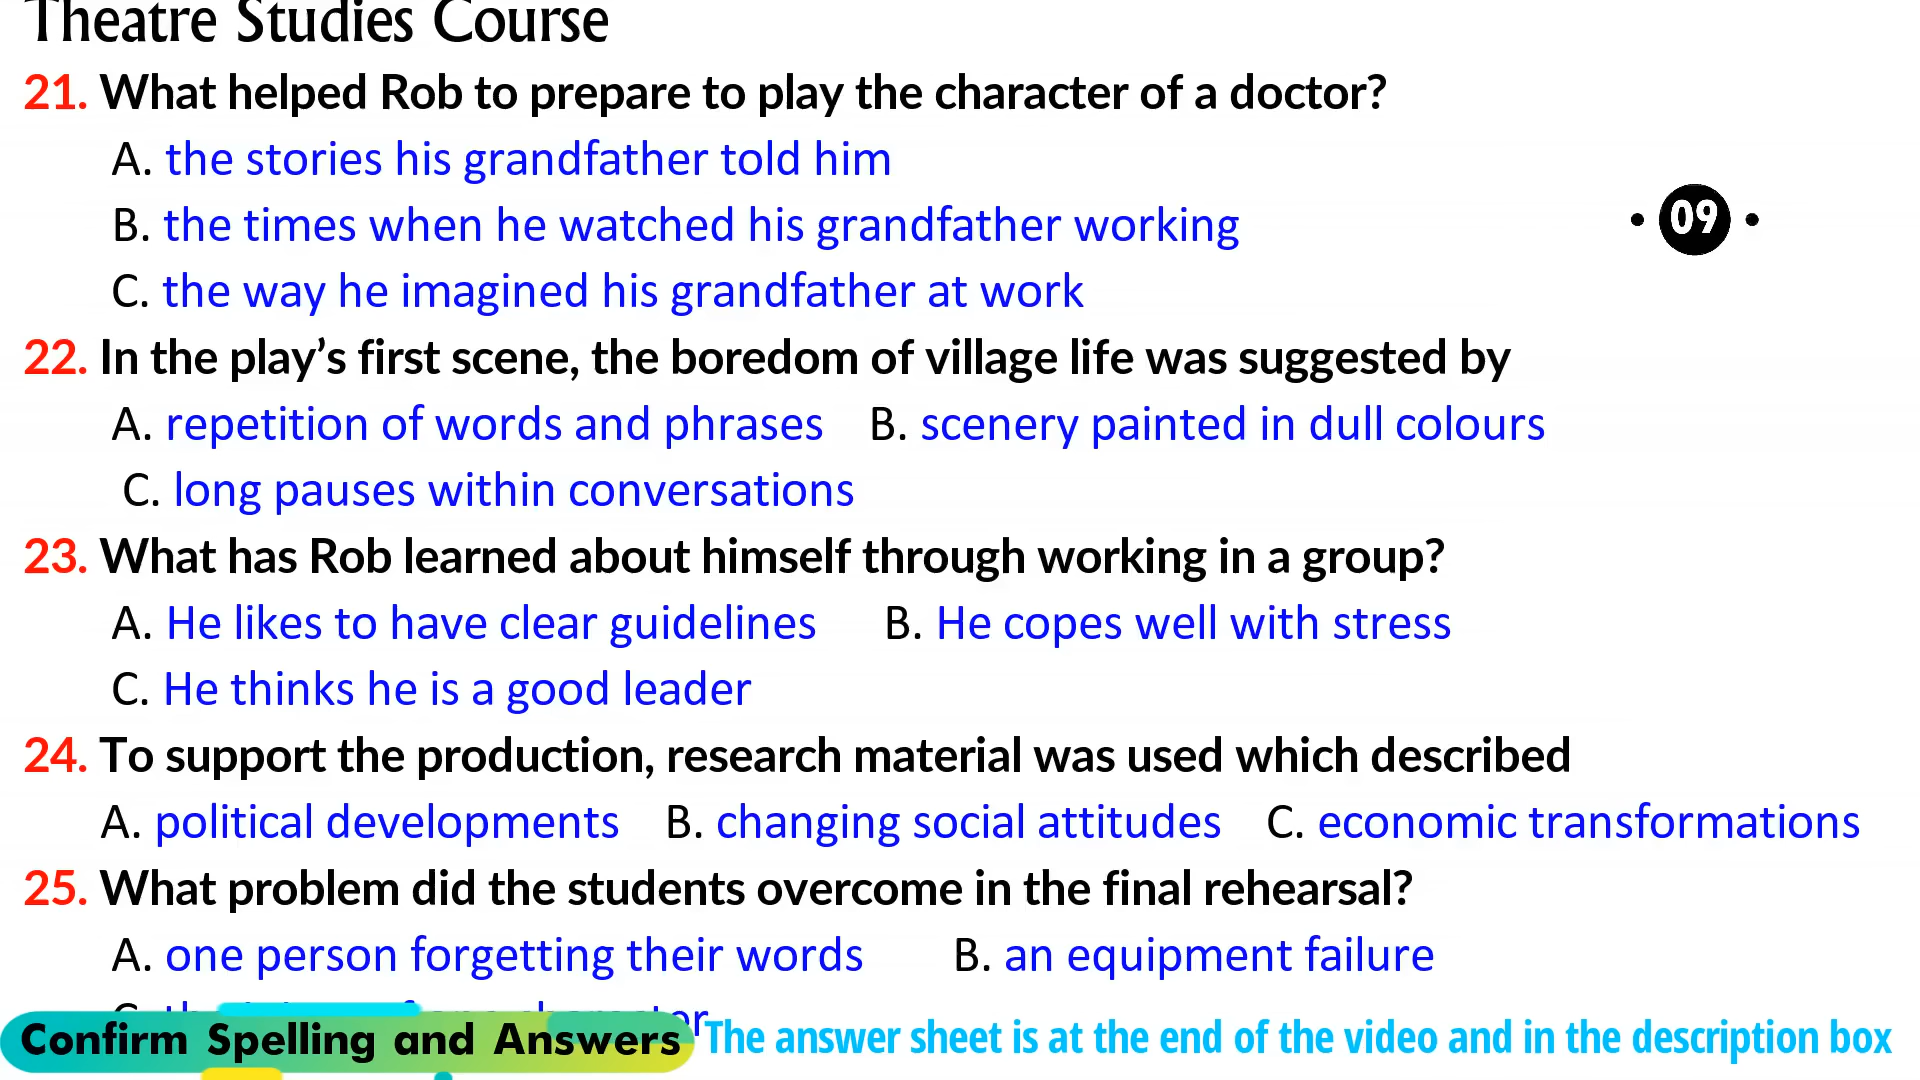 Theatre Studies Course
21. What helped Rob to prepare to play the character of a doctor?
A. the stories his grandfather told him
B. the times when he watched his grandfather working
C. the way he imagined his grandfather at work
• 09 •
22. In the play’s first scene, the boredom of village life was suggested by
A. repetition of words and phrases B. scenery painted in dull colours
C. long pauses within conversations
23. What has Rob learned about himself through working in a group?
A. He likes to have clear guidelines B. He copes well with stress
C. He thinks he is a good leader
24. To support the production, research material was used which described
A. political developments B. changing social attitudes C. economic transformations
25. What problem did the students overcome in the final rehearsal?
A. one person forgetting their words B. an equipment failure
Confirm Spelling and Answers The answer sheet is at the end of the video and in the description box